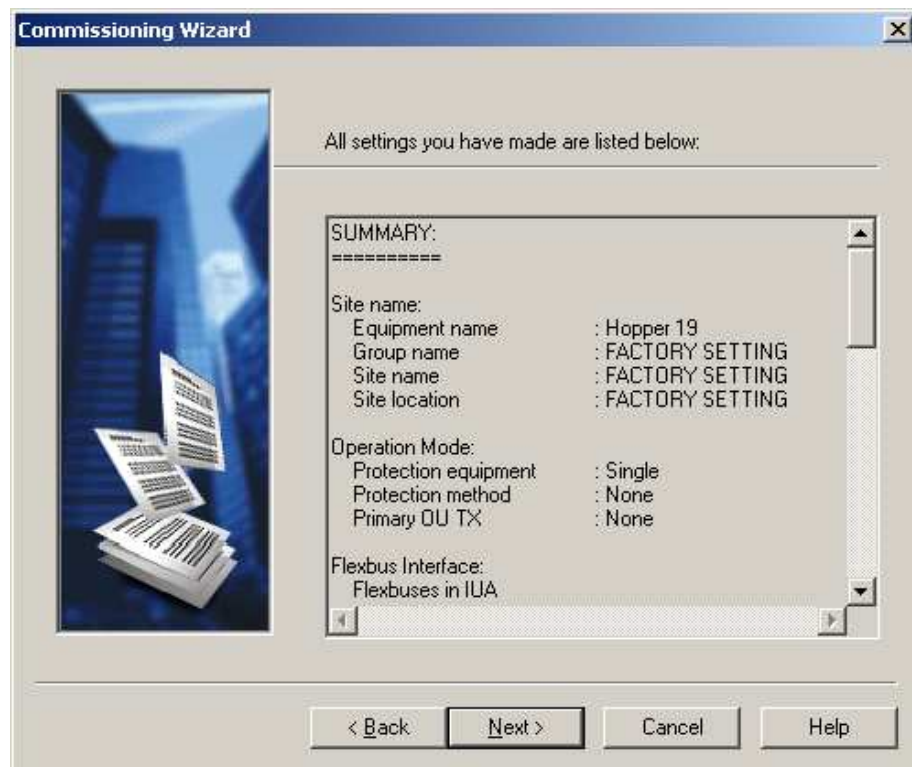 Commissioning Wizard
All settings you have made are listed below:
SUMMARY:
==========
Site name:
Equipment name : Hopper 19
Group name : FACTORY SETTING
Site name : FACTORY SETTING
Site location : FACTORY SETTING
Operation Mode:
Protection equipment : Single
Protection method : None
Primary OU TX : None
Flexbus Interface:
Flexbuses in IUA
< Back Next > Cancel Help